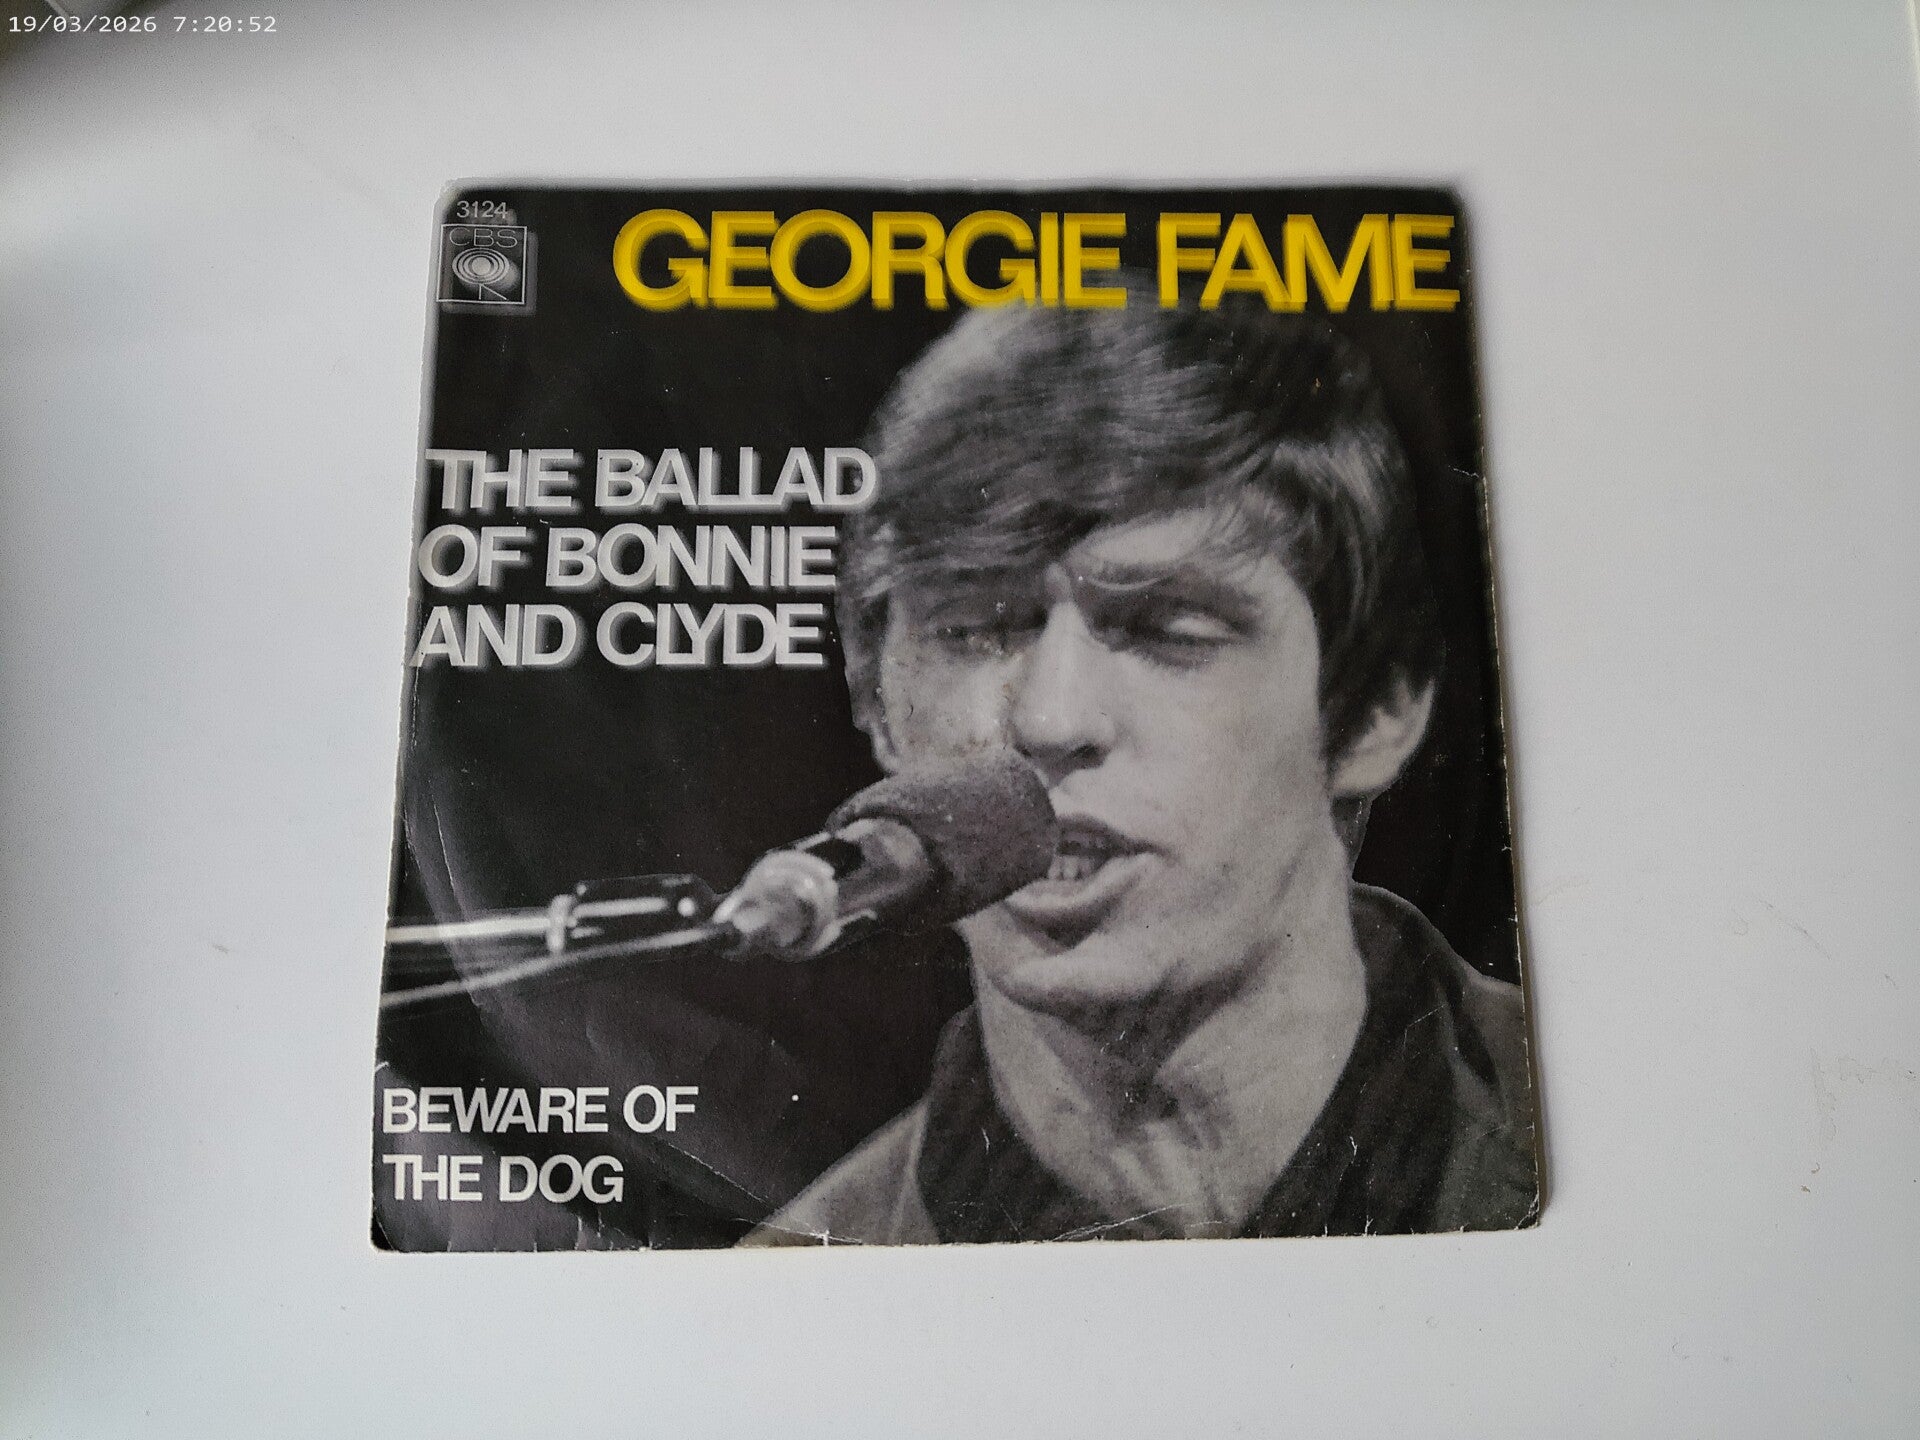 19/03/2026 7:20:52
3124
CBS
GEORGIE FAME
THE BALLAD
OF BONNIE
AND CLYDE
BEWARE OF
THE DOG